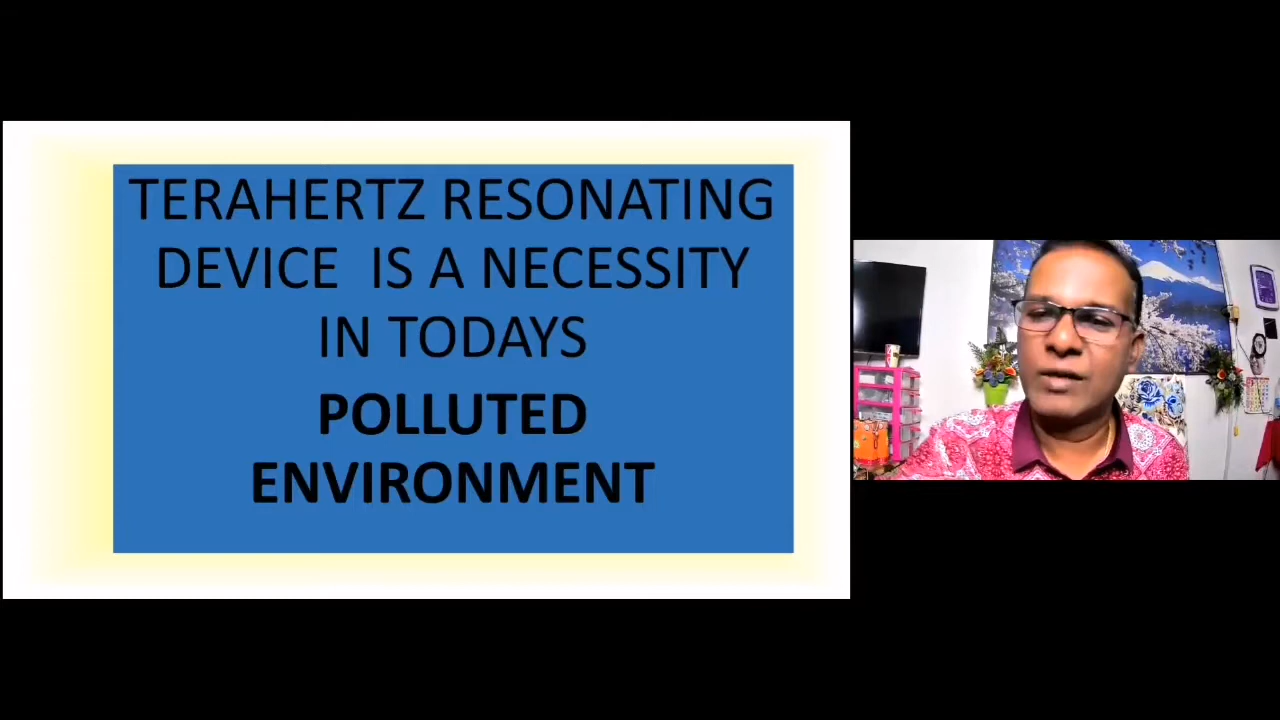 TERAHERTZ RESONATING
DEVICE IS A NECESSITY
IN TODAYS
POLLUTED
ENVIRONMENT